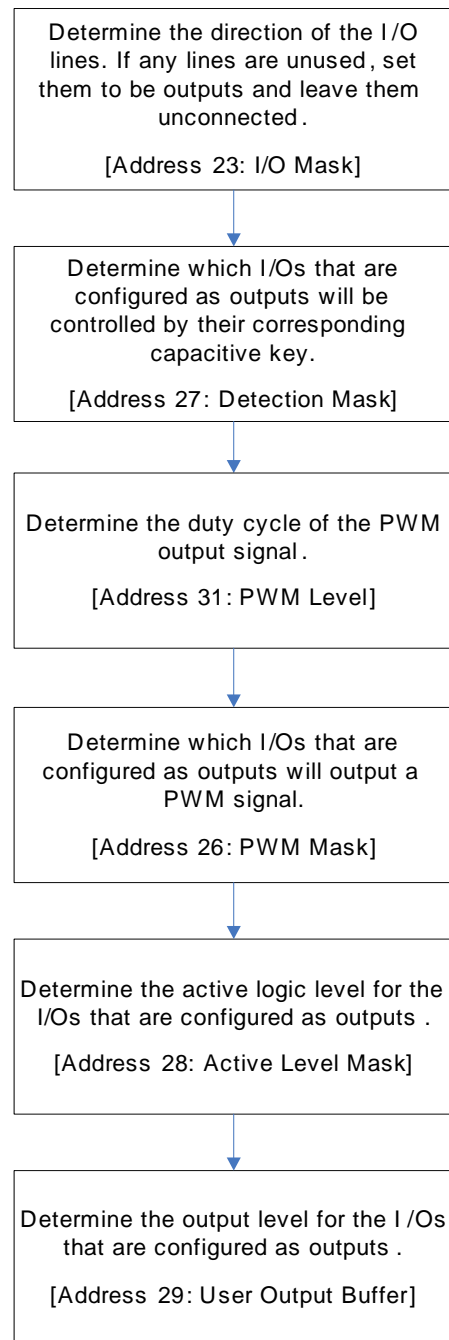 Determine the direction of the I/O
lines. If any lines are unused, set
them to be outputs and leave them
unconnected.
[Address 23: I/O Mask]
Determine which I/Os that are
configured as outputs will be
controlled by their corresponding
capacitive key.
[Address 27: Detection Mask]
Determine the duty cycle of the PWM
output signal.
[Address 31: PWM Level]
Determine which I/Os that are
configured as outputs will output a
PWM signal.
[Address 26: PWM Mask]
Determine the active logic level for the
I/Os that are configured as outputs.
[Address 28: Active Level Mask]
Determine the output level for the I/Os
that are configured as outputs.
[Address 29: User Output Buffer]